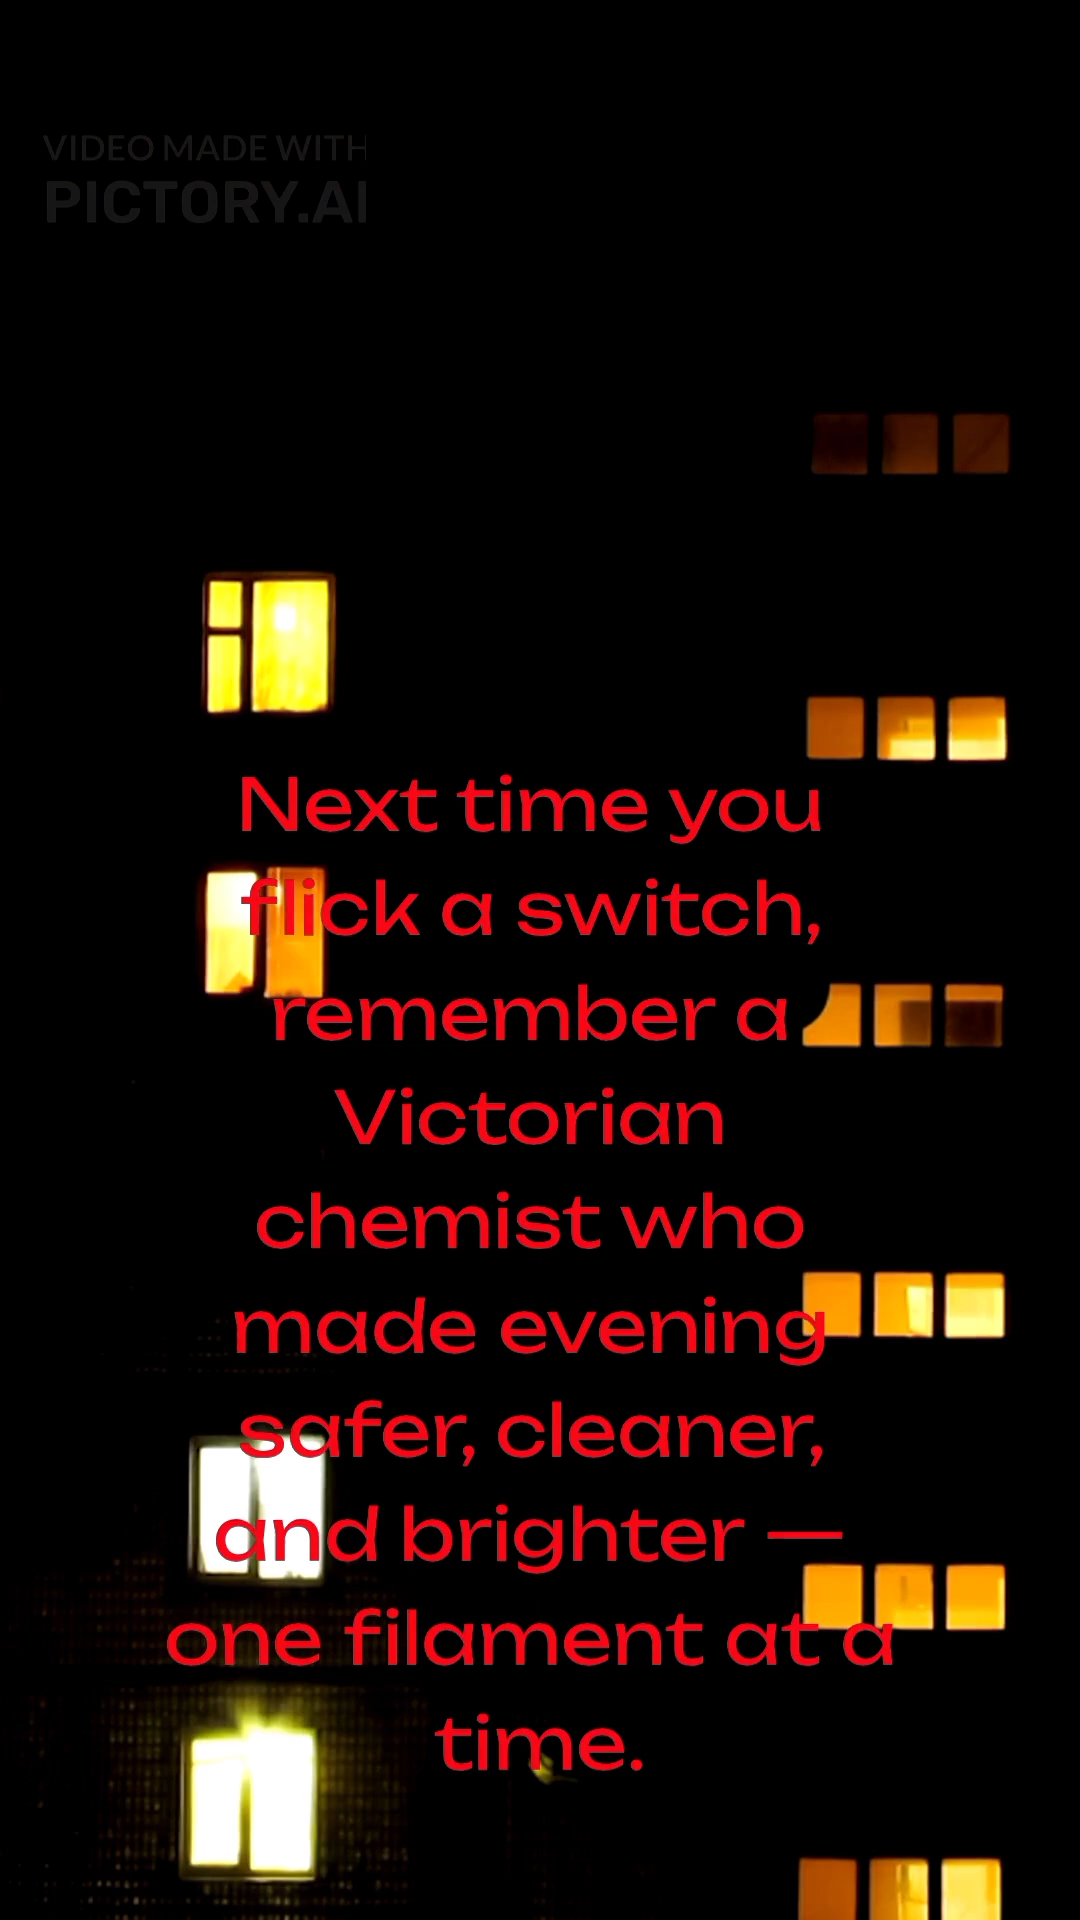 VIDEO MADE WITH
PICTORY.AI
Next time you
flick a switch,
remember a
Victorian
chemist who
made evening
safer, cleaner,
and brighter —
one filament at a
time.